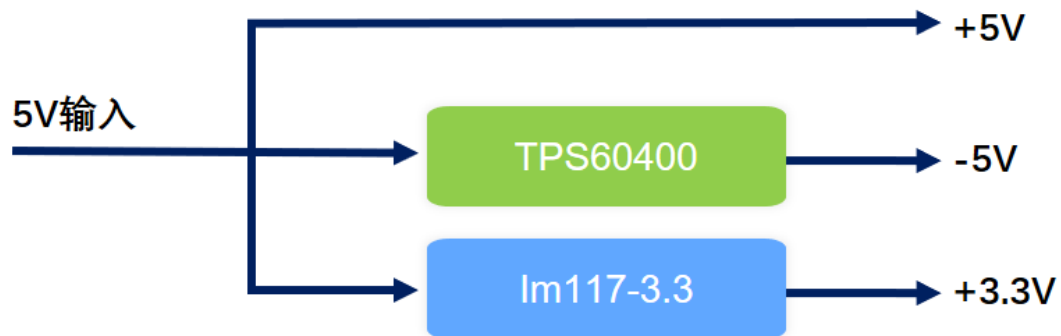 +5V
5V输入
TPS60400
-5V
lm117-3.3
+3.3V